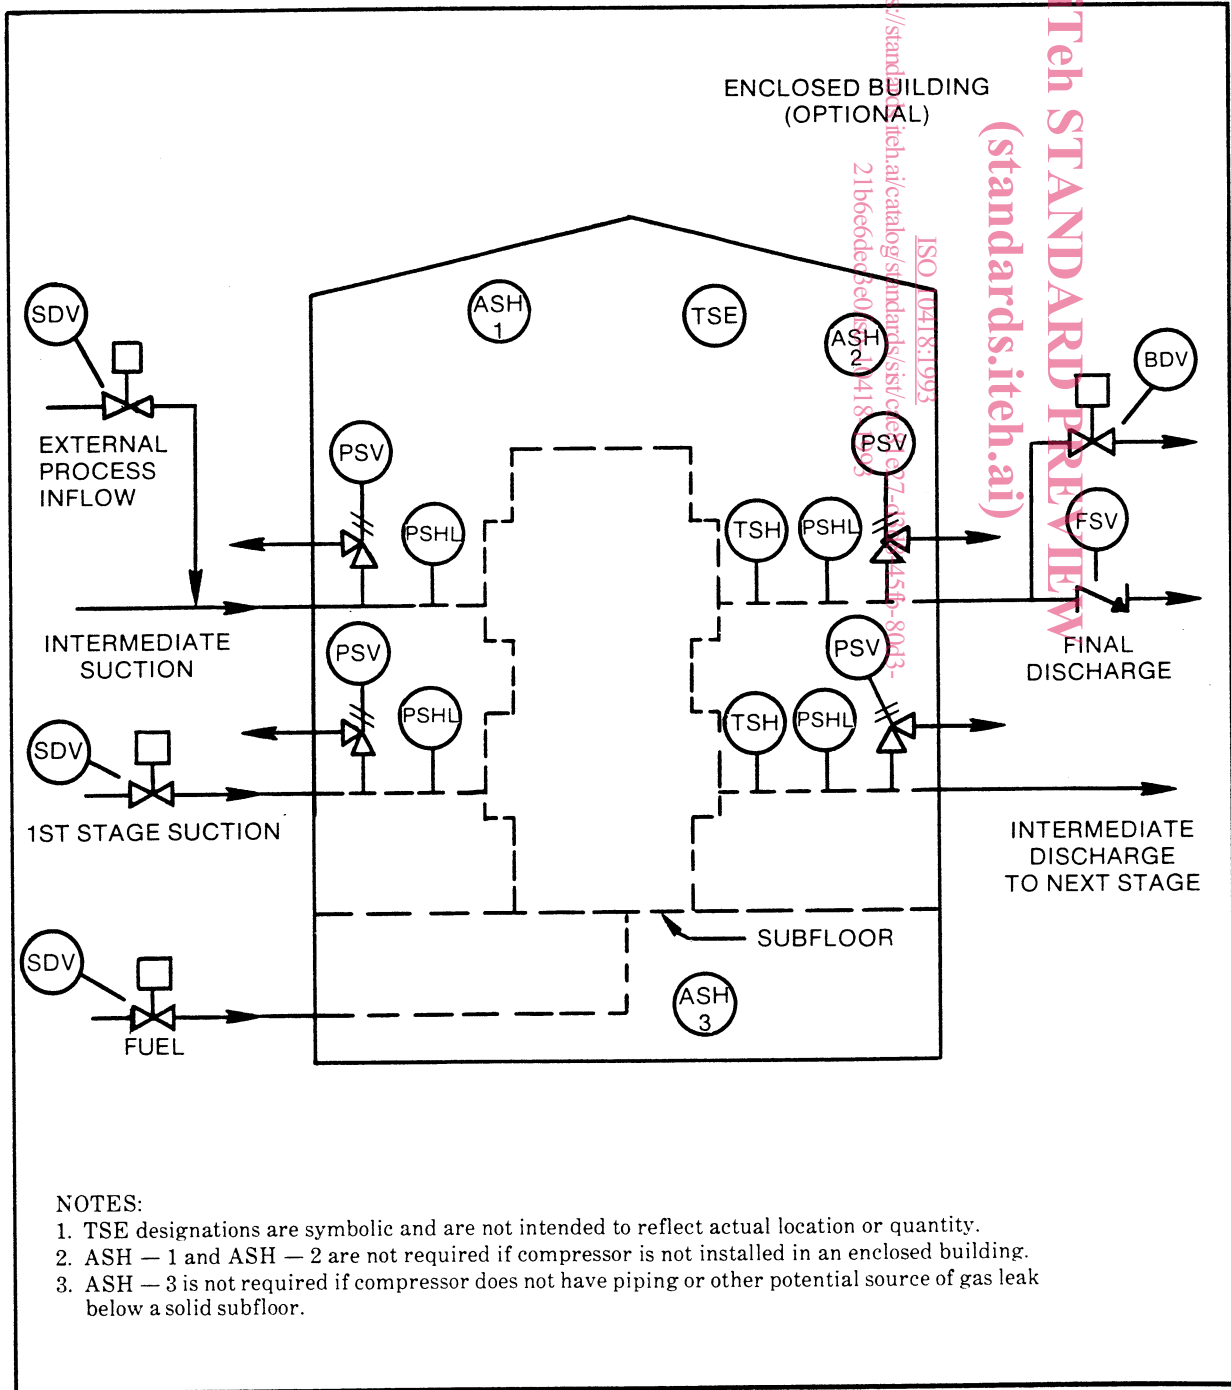 ENCLOSED BUILDING
(OPTIONAL)
iTeh STANDARD PREVIEW
(standards.iteh.ai)
ISO 10418:1993
SDV
ASH
1
TSE
ASH
2
BDV
EXTERNAL
PROCESS
INFLOW
PSV
PSHL
TSH
PSHL
PSV
FSV
INTERMEDIATE
SUCTION
FINAL
DISCHARGE
PSV
PSHL
TSH
PSHL
PSV
SDV
1ST STAGE SUCTION
INTERMEDIATE
DISCHARGE
TO NEXT STAGE
SUBFLOOR
SDV
ASH
3
FUEL
NOTES:
1. TSE designations are symbolic and are not intended to reflect actual location or quantity.
2. ASH — 1 and ASH — 2 are not required if compressor is not installed in an enclosed building.
3. ASH — 3 is not required if compressor does not have piping or other potential source of gas leak
below a solid subfloor.